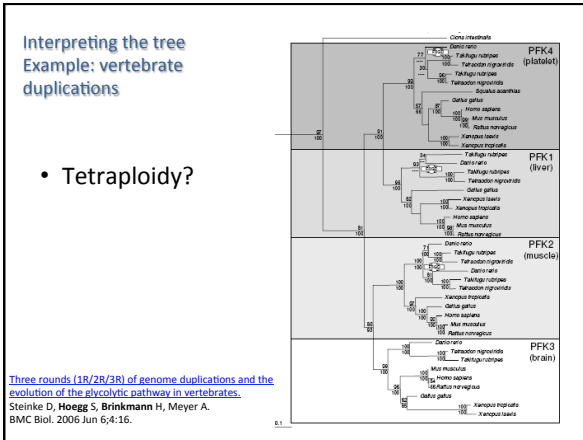 Interpreting the tree
Example: vertebrate
duplications
• Tetraploidy?
Three rounds (1R/2R/3R) of genome duplications and the
evolution of the glycolytic pathway in vertebrates.
Steinke D, Hoegg S, Brinkmann H, Meyer A.
BMC Biol. 2006 Jun 6;4:16.
Ciona intestinalis
PFK4
(platelet)
Danio rerio
Takifugu rubripes
Tetraodon nigroviridis
Takifugu rubripes
Tetraodon nigroviridis
Squalus acanthias
Gallus gallus
Homo sapiens
Mus musculus
Rattus norvegicus
Xenopus laevis
Xenopus tropicalis
PFK1
(liver)
Takifugu rubripes
Danio rerio
Takifugu rubripes
Tetraodon nigroviridis
Gallus gallus
Xenopus laevis
Xenopus tropicalis
Homo sapiens
Mus musculus
Rattus norvegicus
PFK2
(muscle)
Danio rerio
Takifugu rubripes
Tetraodon nigroviridis
Danio rerio
Takifugu rubripes
Tetraodon nigroviridis
Xenopus tropicalis
Gallus gallus
Homo sapiens
Mus musculus
Rattus norvegicus
PFK3
(brain)
Danio rerio
Tetraodon nigroviridis
Takifugu rubripes
Mus musculus
Homo sapiens
Rattus norvegicus
Gallus gallus
Xenopus tropicalis
Xenopus laevis
0.1